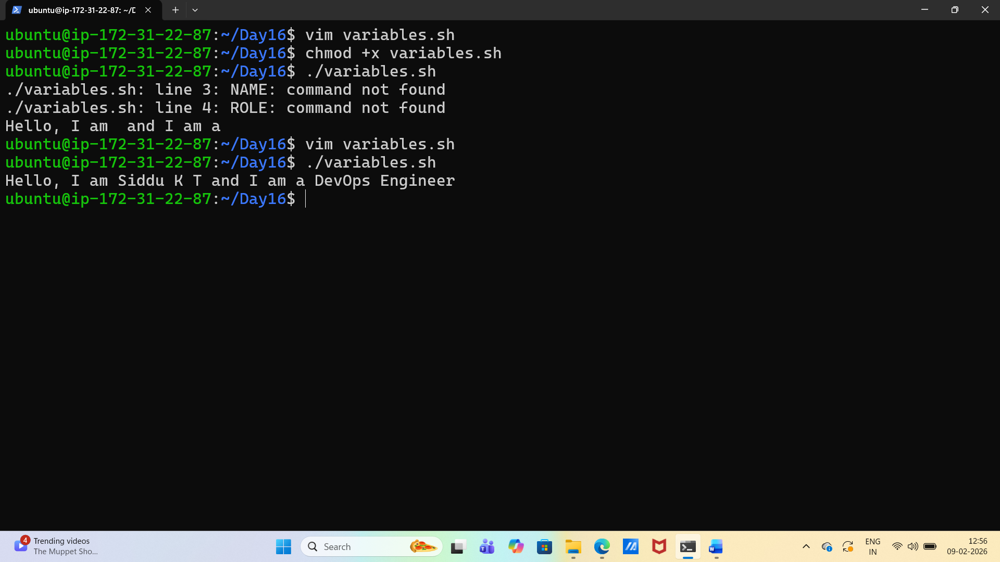 ubuntu@ip-172-31-22-87: ~/D
ubuntu@ip-172-31-22-87:~/Day16$ vim variables.sh
ubuntu@ip-172-31-22-87:~/Day16$ chmod +x variables.sh
ubuntu@ip-172-31-22-87:~/Day16$ ./variables.sh
./variables.sh: line 3: NAME: command not found
./variables.sh: line 4: ROLE: command not found
Hello, I am  and I am a
ubuntu@ip-172-31-22-87:~/Day16$ vim variables.sh
ubuntu@ip-172-31-22-87:~/Day16$ ./variables.sh
Hello, I am Siddu K T and I am a DevOps Engineer
ubuntu@ip-172-31-22-87:~/Day16$
4
Trending videos
The Muppet Sho...
Search
T
W
ENG
IN
12:56
09-02-2026